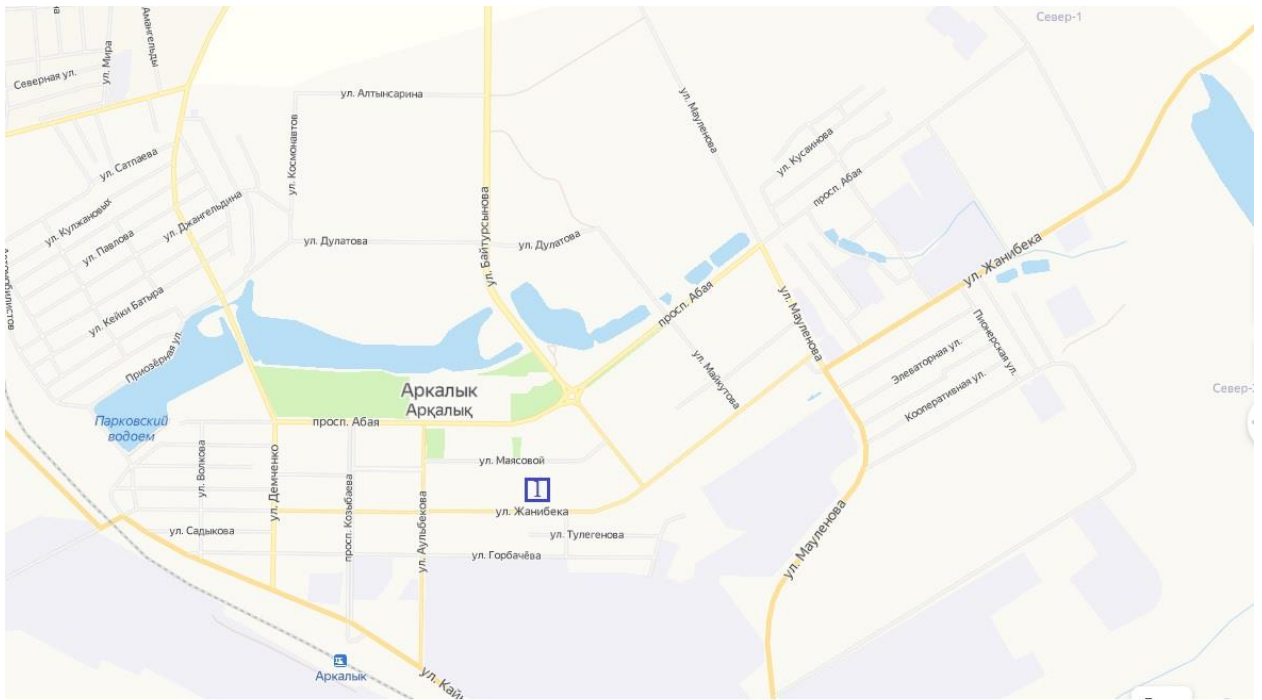 Север-1
Амангельды
ул. Мира
Северная ул.
ул. Алтынсарина
ул. Мауленова
ул. Космонавтов
ул. Кусаинова
ул. Сатпаева
просп. Абая
ул. Джангельдина
ул. Кулжановых
ул. Павлова
ул. Дулатова
ул. Дулатова
ул. Байтурсынова
ул. Жанибека
ул. Кейки Батыра
просп. Абая
ул. Мауленова
Приозёрная ул.
Пионерская ул.
Элеваторная ул.
ул. Майкутова
Аркалык
Арқалық
Кооперативная ул.
Север-2
Парковский
водоем
просп. Абая
ул. Маясовой
ул. Волкова
ул. Демченко
просп. Козыбаева
ул. Аульбекова
ул. Жанибека
ул. Садыкова
ул. Тулегенова
ул. Горбачёва
ул. Мауленова
Аркалык